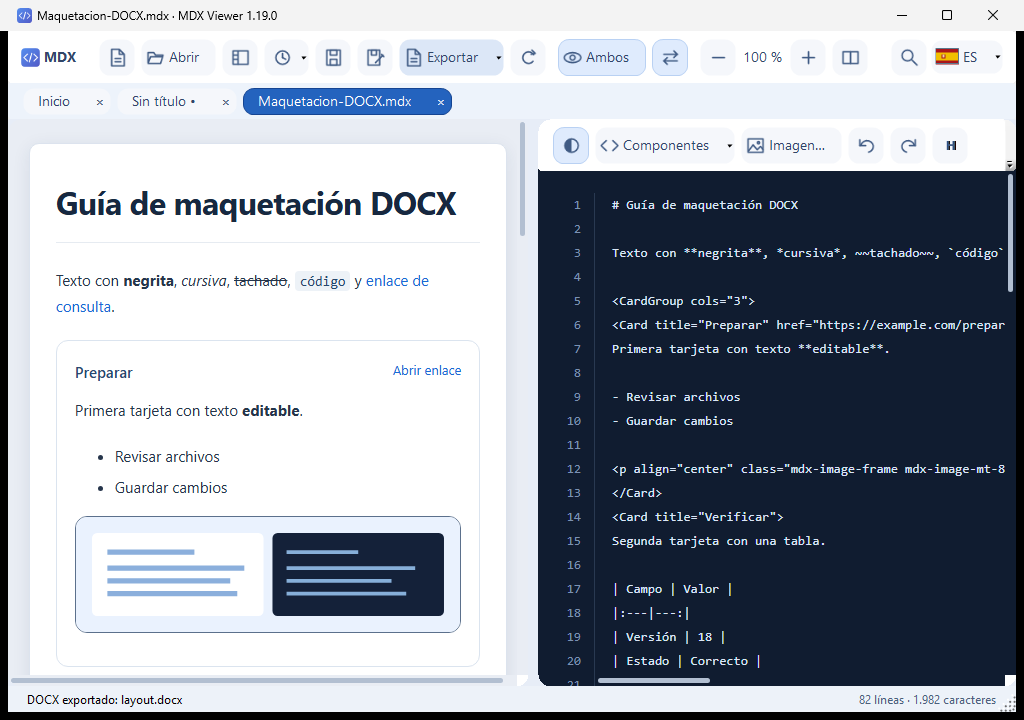 Maquetacion-DOCX.mdx · MDX Viewer 1.19.0
MDX
Abrir
Exportar
Ambos
100 %
ES
Inicio ×
Sin título • ×
Maquetacion-DOCX.mdx ×
Guía de maquetación DOCX
Texto con negrita, cursiva, tachado, código y enlace de
consulta.
Preparar
Abrir enlace
Primera tarjeta con texto editable.
• Revisar archivos
• Guardar cambios
Componentes
Imagen...
H
1 # Guía de maquetación DOCX
2
3 Texto con **negrita**, *cursiva*, ~~tachado~~, `código`
4
5 <CardGroup cols="3">
6 <Card title="Preparar" href="https://example.com/prepar
7 Primera tarjeta con texto **editable**.
8
9 - Revisar archivos
10 - Guardar cambios
11
12 <p align="center" class="mdx-image-frame mdx-image-mt-8
13 </Card>
14 <Card title="Verificar">
15 Segunda tarjeta con una tabla.
16
17 | Campo | Valor |
18 |:---|---:|
19 | Versión | 18 |
20 | Estado | Correcto |
21
DOCX exportado: layout.docx
82 líneas · 1.982 caracteres